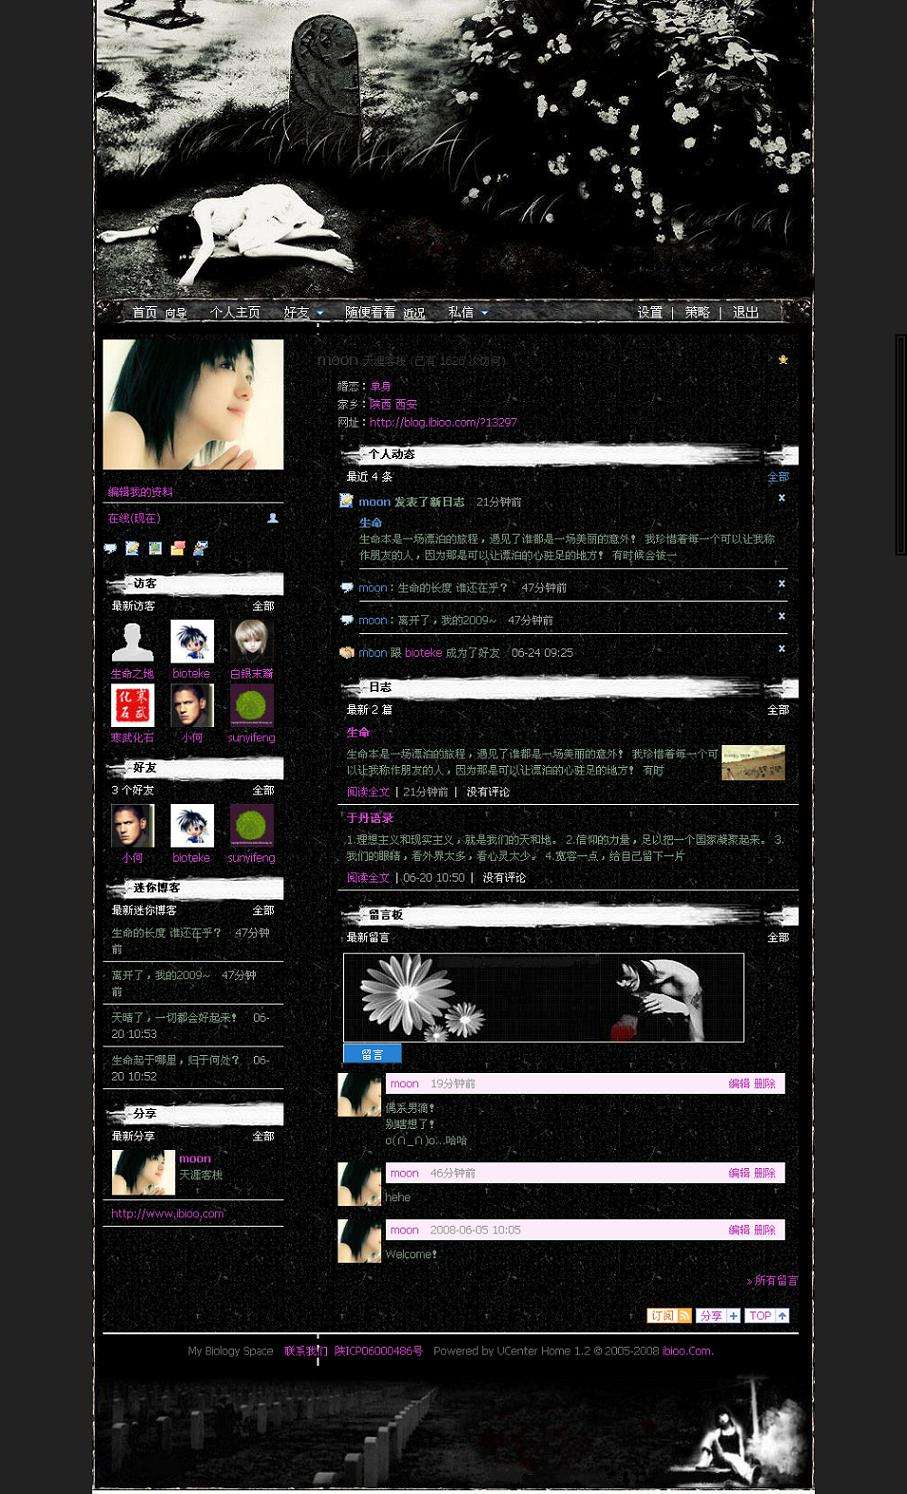 首页 向导 个人主页 好友 随便看看 近况 私信 设置 | 策略 | 退出
moon 天涯客栈 (已有 1626 次访问)
婚恋：单身
家乡：陕西 西安
网址：http://blog.ibioo.com/?13297
编辑我的资料
在线(现在)
访客
最新访客 全部
生命之地 bioteke 白银末裔
寒武化石
寒武化石 小何 sunyifeng
好友
3 个好友 全部
小何 bioteke sunyifeng
迷你博客
最新迷你博客 全部
生命的长度 谁还在乎？ 47分钟
前
离开了，我的2009~ 47分钟
前
天晴了，一切都会好起来！ 06-
20 10:53
生命起于哪里，归于何处？ 06-
20 10:52
分享
最新分享 全部
moon
天涯客栈
http://www.ibioo.com
个人动态
最近 4 条 全部
moon 发表了新日志 21分钟前
生命
生命本是一场漂泊的旅程，遇见了谁都是一场美丽的意外！ 我珍惜着每一个可以让我称
作朋友的人，因为那是可以让漂泊的心驻足的地方！ 有时候会被一
moon：生命的长度 谁还在乎？ 47分钟前
moon：离开了，我的2009~ 47分钟前
moon 跟 bioteke 成为了好友 06-24 09:25
日志
最新 2 篇 全部
生命
生命本是一场漂泊的旅程，遇见了谁都是一场美丽的意外！ 我珍惜着每一个可
以让我称作朋友的人，因为那是可以让漂泊的心驻足的地方！ 有时
阅读全文 | 21分钟前 | 没有评论
于丹语录
1.理想主义和现实主义，就是我们的天和地。 2.信仰的力量，足以把一个国家凝聚起来。 3.
我们的眼睛，看外界太多，看心灵太少。 4.宽容一点，给自己留下一片
阅读全文 | 06-20 10:50 | 没有评论
留言板
最新留言 全部
留言
moon 19分钟前 编辑 删除
偶系男滴！
别瞎想了！
o(∩_∩)o...哈哈
moon 46分钟前 编辑 删除
hehe
moon 2008-06-05 10:05 编辑 删除
Welcome！
» 所有留言
订阅 分享 TOP
My Biology Space 联系我们 陕ICP06000486号 Powered by UCenter Home 1.2 © 2005-2008 ibioo.Com.